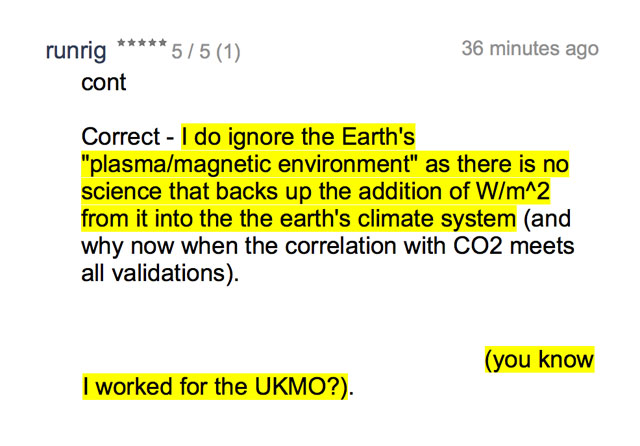 runrig ***** 5 / 5 (1) 36 minutes ago
cont
Correct - I do ignore the Earth's
"plasma/magnetic environment" as there is no
science that backs up the addition of W/m^2
from it into the the earth's climate system (and
why now when the correlation with CO2 meets
all validations).
(you know
I worked for the UKMO?).